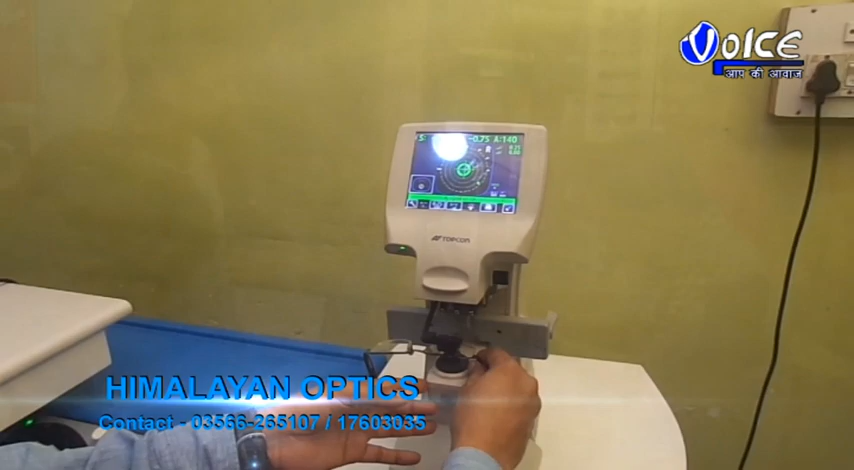 VOICE
आप की आवाज
-0.75 A:140
TOPCON
HIMALAYAN OPTICS
Contact - 03566-265107 / 17603035